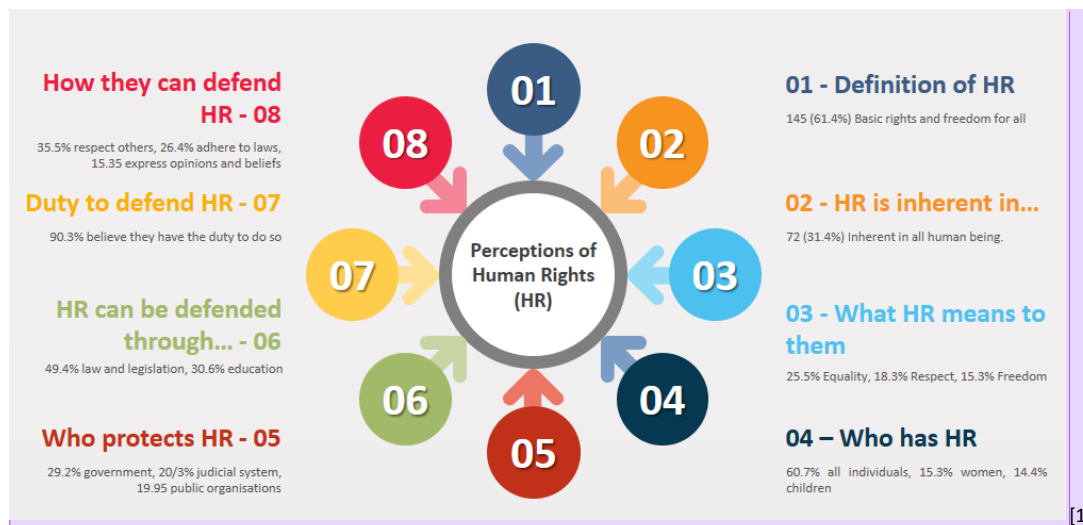 How they can defend
HR - 08
35.5% respect others, 26.4% adhere to laws,
15.35 express opinions and beliefs
Duty to defend HR - 07
90.3% believe they have the duty to do so
HR can be defended
through... - 06
49.4% law and legislation, 30.6% education
Who protects HR - 05
29.2% government, 20/3% judicial system,
19.95 public organisations
01
02
03
04
05
06
07
08
Perceptions of
Human Rights
(HR)
01 - Definition of HR
145 (61.4%) Basic rights and freedom for all
02 - HR is inherent in...
72 (31.4%) Inherent in all human being.
03 - What HR means to
them
25.5% Equality, 18.3% Respect, 15.3% Freedom
04 – Who has HR
60.7% all individuals, 15.3% women, 14.4%
children
[1